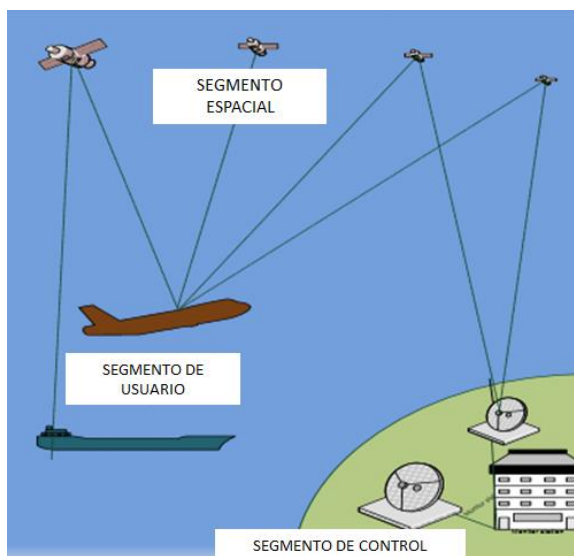 SEGMENTO
ESPACIAL
SEGMENTO DE
USUARIO
SEGMENTO DE CONTROL